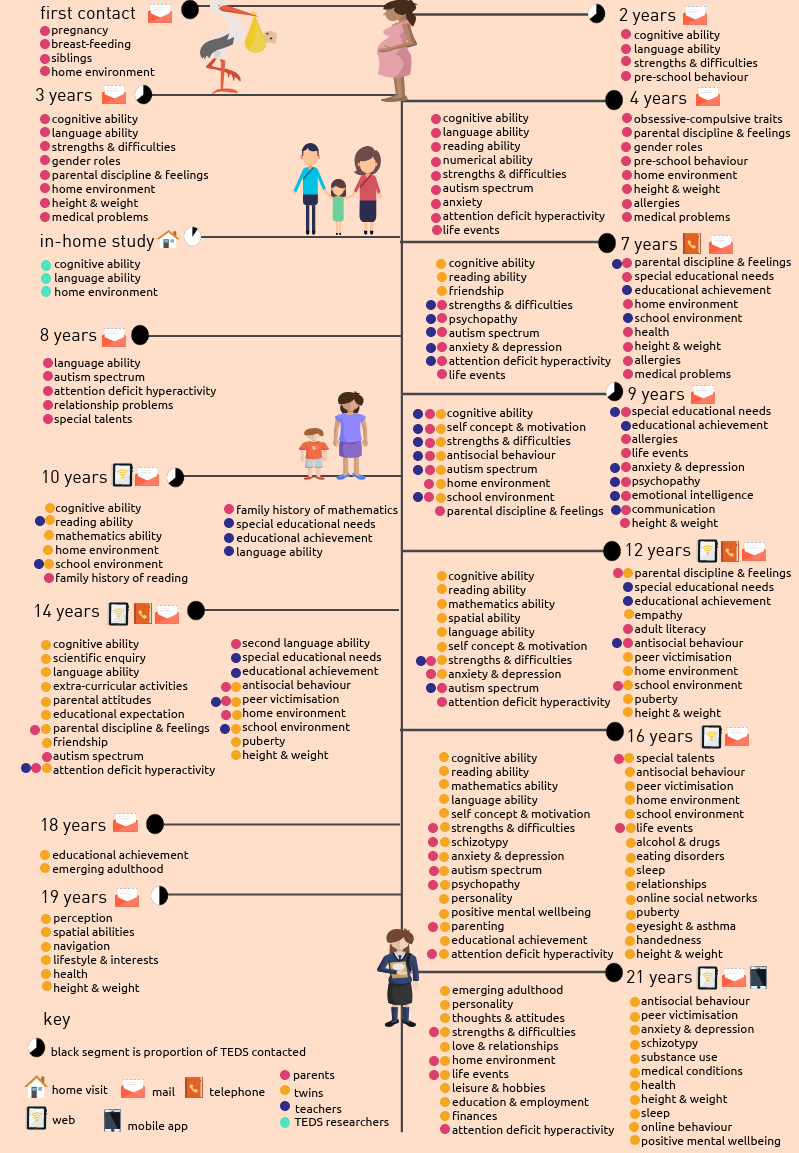 first contact
pregnancy
breast-feeding
siblings
home environment
2 years
cognitive ability
language ability
strengths & difficulties
pre-school behaviour
3 years
cognitive ability
language ability
strengths & difficulties
gender roles
parental discipline & feelings
home environment
height & weight
medical problems
4 years
cognitive ability
language ability
reading ability
numerical ability
strengths & difficulties
autism spectrum
anxiety
attention deficit hyperactivity
life events
obsessive-compulsive traits
parental discipline & feelings
gender roles
pre-school behaviour
home environment
height & weight
allergies
medical problems
in-home study
cognitive ability
language ability
home environment
7 years
cognitive ability
reading ability
friendship
strengths & difficulties
psychopathy
autism spectrum
anxiety & depression
attention deficit hyperactivity
life events
parental discipline & feelings
special educational needs
educational achievement
home environment
school environment
health
height & weight
allergies
medical problems
8 years
language ability
autism spectrum
attention deficit hyperactivity
relationship problems
special talents
9 years
cognitive ability
self concept & motivation
strengths & difficulties
antisocial behaviour
autism spectrum
home environment
school environment
parental discipline & feelings
special educational needs
educational achievement
allergies
life events
anxiety & depression
psychopathy
emotional intelligence
communication
height & weight
10 years
cognitive ability
reading ability
mathematics ability
home environment
school environment
family history of reading
family history of mathematics
special educational needs
educational achievement
language ability
12 years
cognitive ability
reading ability
mathematics ability
spatial ability
language ability
self concept & motivation
strengths & difficulties
anxiety & depression
autism spectrum
attention deficit hyperactivity
parental discipline & feelings
special educational needs
educational achievement
empathy
adult literacy
antisocial behaviour
peer victimisation
home environment
school environment
puberty
height & weight
14 years
cognitive ability
scientific enquiry
language ability
extra-curricular activities
parental attitudes
educational expectation
parental discipline & feelings
friendship
autism spectrum
attention deficit hyperactivity
second language ability
special educational needs
educational achievement
antisocial behaviour
peer victimisation
home environment
school environment
puberty
height & weight
16 years
cognitive ability
reading ability
mathematics ability
language ability
self concept & motivation
strengths & difficulties
schizotypy
anxiety & depression
autism spectrum
psychopathy
personality
positive mental wellbeing
parenting
educational achievement
attention deficit hyperactivity
special talents
antisocial behaviour
peer victimisation
home environment
school environment
life events
alcohol & drugs
eating disorders
sleep
relationships
online social networks
puberty
eyesight & asthma
handedness
height & weight
18 years
educational achievement
emerging adulthood
19 years
perception
spatial abilities
navigation
lifestyle & interests
health
height & weight
21 years
emerging adulthood
personality
thoughts & attitudes
strengths & difficulties
love & relationships
home environment
life events
leisure & hobbies
education & employment
finances
attention deficit hyperactivity
antisocial behaviour
peer victimisation
anxiety & depression
schizotypy
substance use
medical conditions
health
height & weight
sleep
online behaviour
positive mental wellbeing
key
black segment is proportion of TEDS contacted
home visit
mail
telephone
web
mobile app
parents
twins
teachers
TEDS researchers